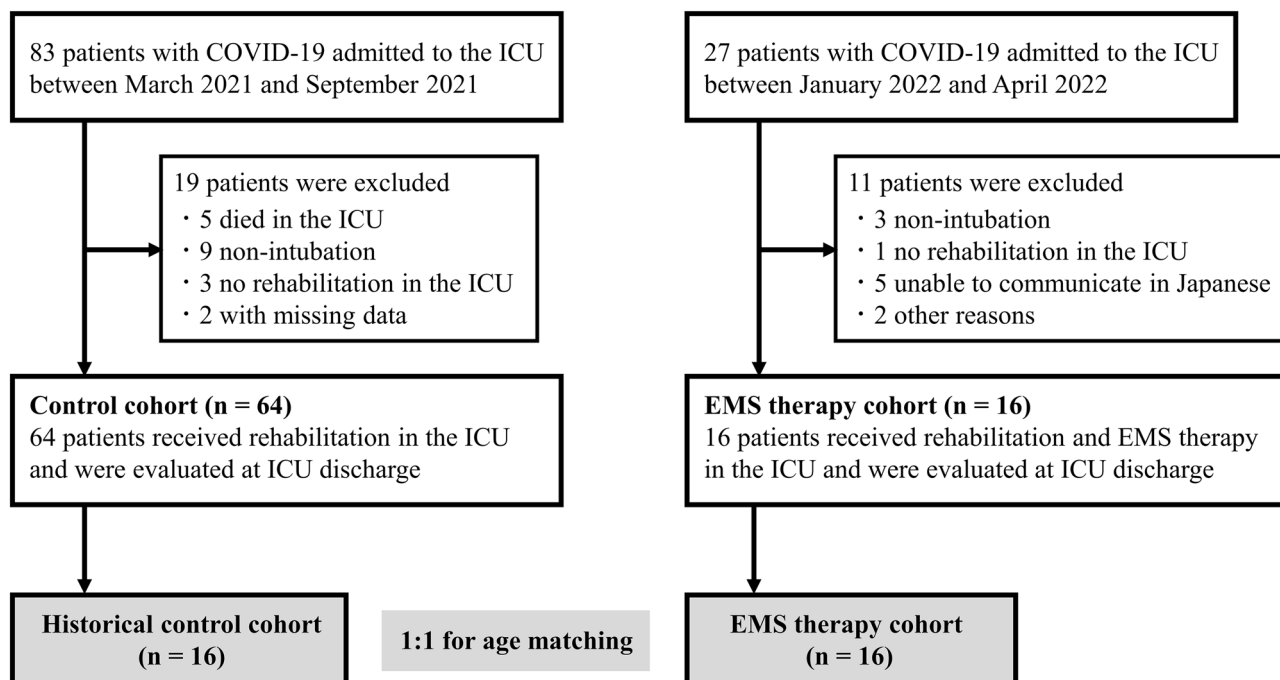 83 patients with COVID-19 admitted to the ICU
between March 2021 and September 2021
19 patients were excluded
・5 died in the ICU
・9 non-intubation
・3 no rehabilitation in the ICU
・2 with missing data
Control cohort (n = 64)
64 patients received rehabilitation in the ICU
and were evaluated at ICU discharge
Historical control cohort
(n = 16)
1:1 for age matching
27 patients with COVID-19 admitted to the ICU
between January 2022 and April 2022
11 patients were excluded
・3 non-intubation
・1 no rehabilitation in the ICU
・5 unable to communicate in Japanese
・2 other reasons
EMS therapy cohort (n = 16)
16 patients received rehabilitation and EMS therapy
in the ICU and were evaluated at ICU discharge
EMS therapy cohort
(n = 16)